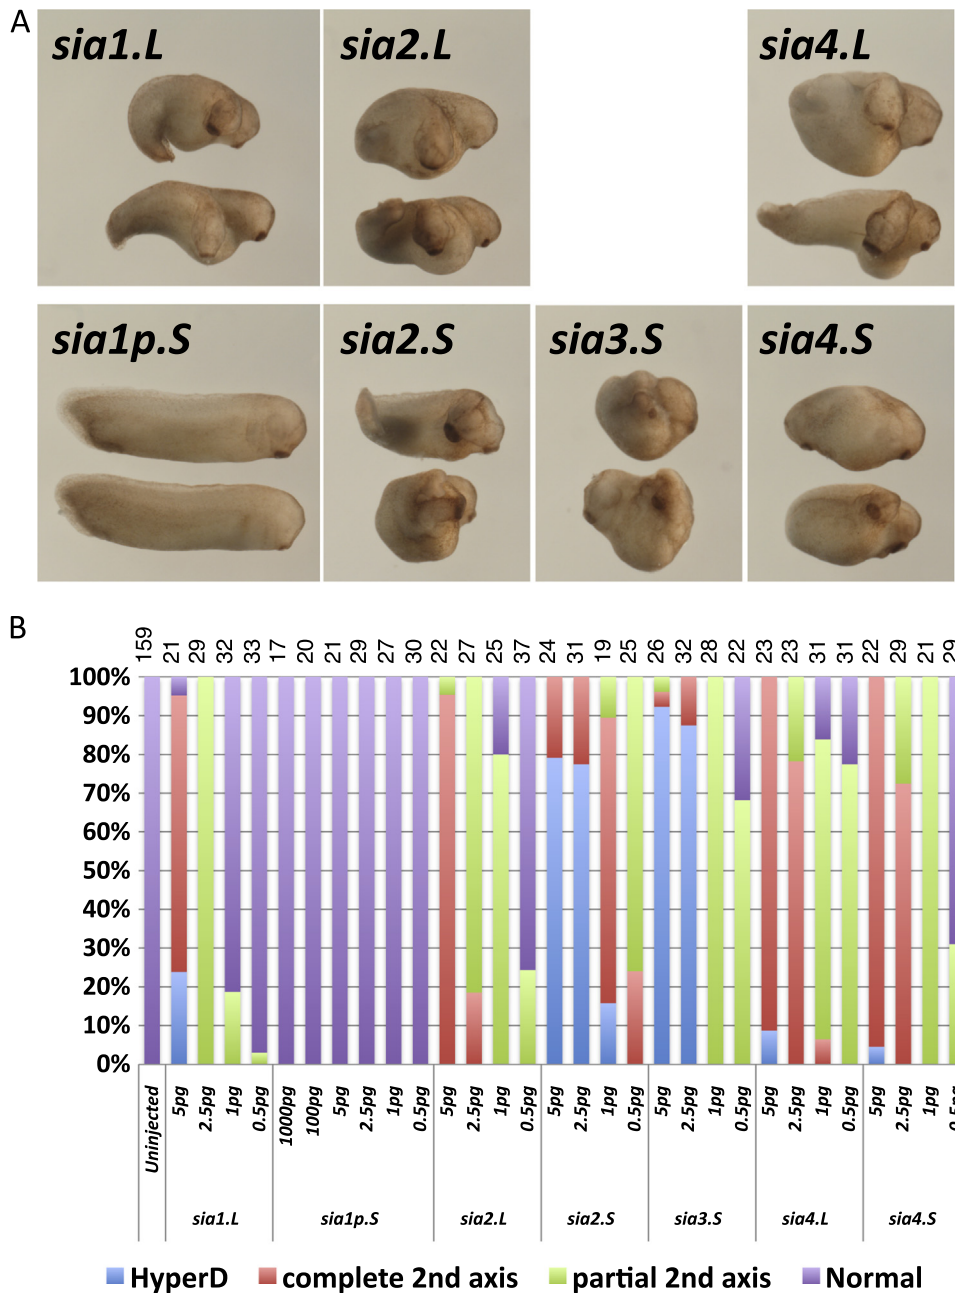 A
sia1.L
sia2.L
sia4.L
sia1p.S
sia2.S
sia3.S
sia4.S
B
159 21 29 32 33 17 20 21 29 27 30 22 27 25 37 24 31 19 25 26 32 28 22 23 23 31 31 22 29 21 29
100%
90%
80%
70%
60%
50%
40%
30%
20%
10%
0%
Uninjected 5pg 2.5pg 1pg 0.5pg 1000pg 100pg 5pg 2.5pg 1pg 0.5pg 5pg 2.5pg 1pg 0.5pg 5pg 2.5pg 1pg 0.5pg 5pg 2.5pg 1pg 0.5pg 5pg 2.5pg 1pg 0.5pg 5pg 2.5pg 1pg 0.5pg
sia1.L sia1p.S sia2.L sia2.S sia3.S sia4.L sia4.S
HyperD complete 2nd axis partial 2nd axis Normal